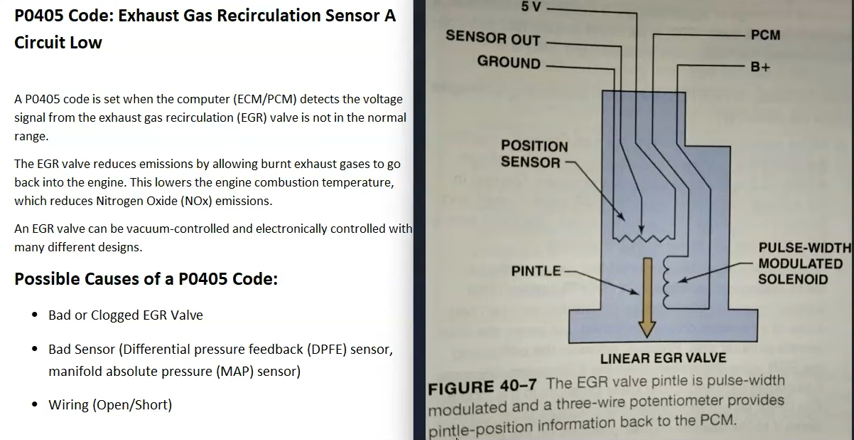 P0405 Code: Exhaust Gas Recirculation Sensor A
Circuit Low
A P0405 code is set when the computer (ECM/PCM) detects the voltage
signal from the exhaust gas recirculation (EGR) valve is not in the normal
range.
The EGR valve reduces emissions by allowing burnt exhaust gases to go
back into the engine. This lowers the engine combustion temperature,
which reduces Nitrogen Oxide (NOx) emissions.
An EGR valve can be vacuum-controlled and electronically controlled with
many different designs.
Possible Causes of a P0405 Code:
• Bad or Clogged EGR Valve
• Bad Sensor (Differential pressure feedback (DPFE) sensor,
manifold absolute pressure (MAP) sensor)
• Wiring (Open/Short)
5 V
SENSOR OUT
GROUND
PCM
B+
POSITION
SENSOR
PINTLE
PULSE-WIDTH
MODULATED
SOLENOID
LINEAR EGR VALVE
FIGURE 40–7 The EGR valve pintle is pulse-width
modulated and a three-wire potentiometer provides
pintle-position information back to the PCM.